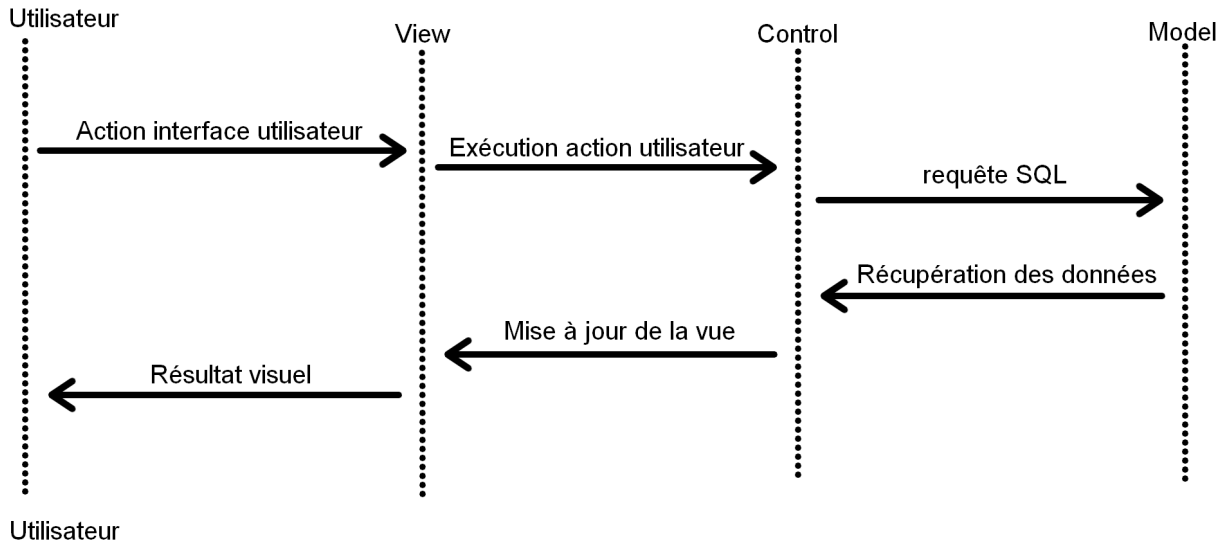 Utilisateur
View
Control
Model
Action interface utilisateur
Exécution action utilisateur
requête SQL
Récupération des données
Mise à jour de la vue
Résultat visuel
Utilisateur